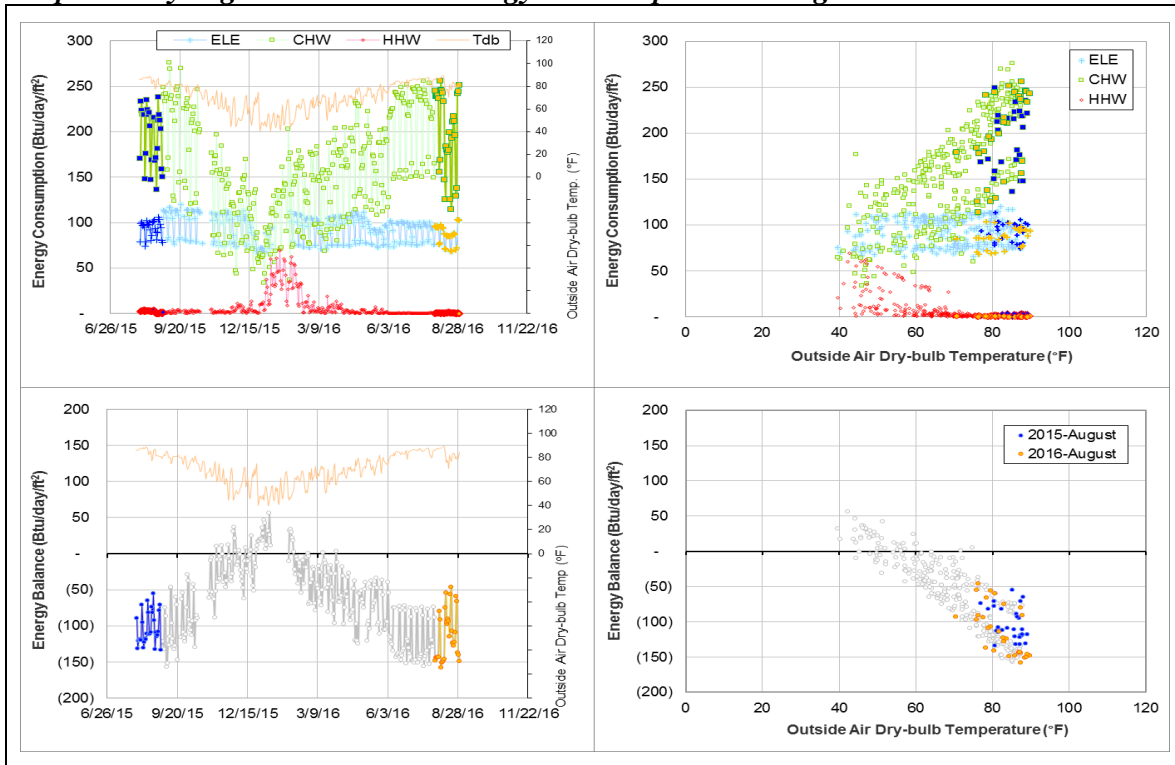 300
250
200
150
100
50
-
Energy Consumption (Btu/day/ft²)
ELE CHW HHW Tdb
120
100
80
60
40
20
0
Outside Air Dry-bulb Temp. (°F)
6/26/15 9/20/15 12/15/15 3/9/16 6/3/16 8/28/16 11/22/16
300
250
200
150
100
50
-
Energy Consumption (Btu/day/ft²)
ELE
CHW
HHW
0 20 40 60 80 100 120
Outside Air Dry-bulb Temperature (°F)
200
150
100
50
-
(50)
(100)
(150)
(200)
Energy Balance (Btu/day/ft²)
120
100
80
60
40
20
0
Outside Air Dry-bulb Temp (°F)
6/26/15 9/20/15 12/15/15 3/9/16 6/3/16 8/28/16 11/22/16
200
150
100
50
-
(50)
(100)
(150)
(200)
Energy Balance (Btu/day/ft²)
2015-August
2016-August
0 20 40 60 80 100 120
Outside Air Dry-bulb Temperature (°F)